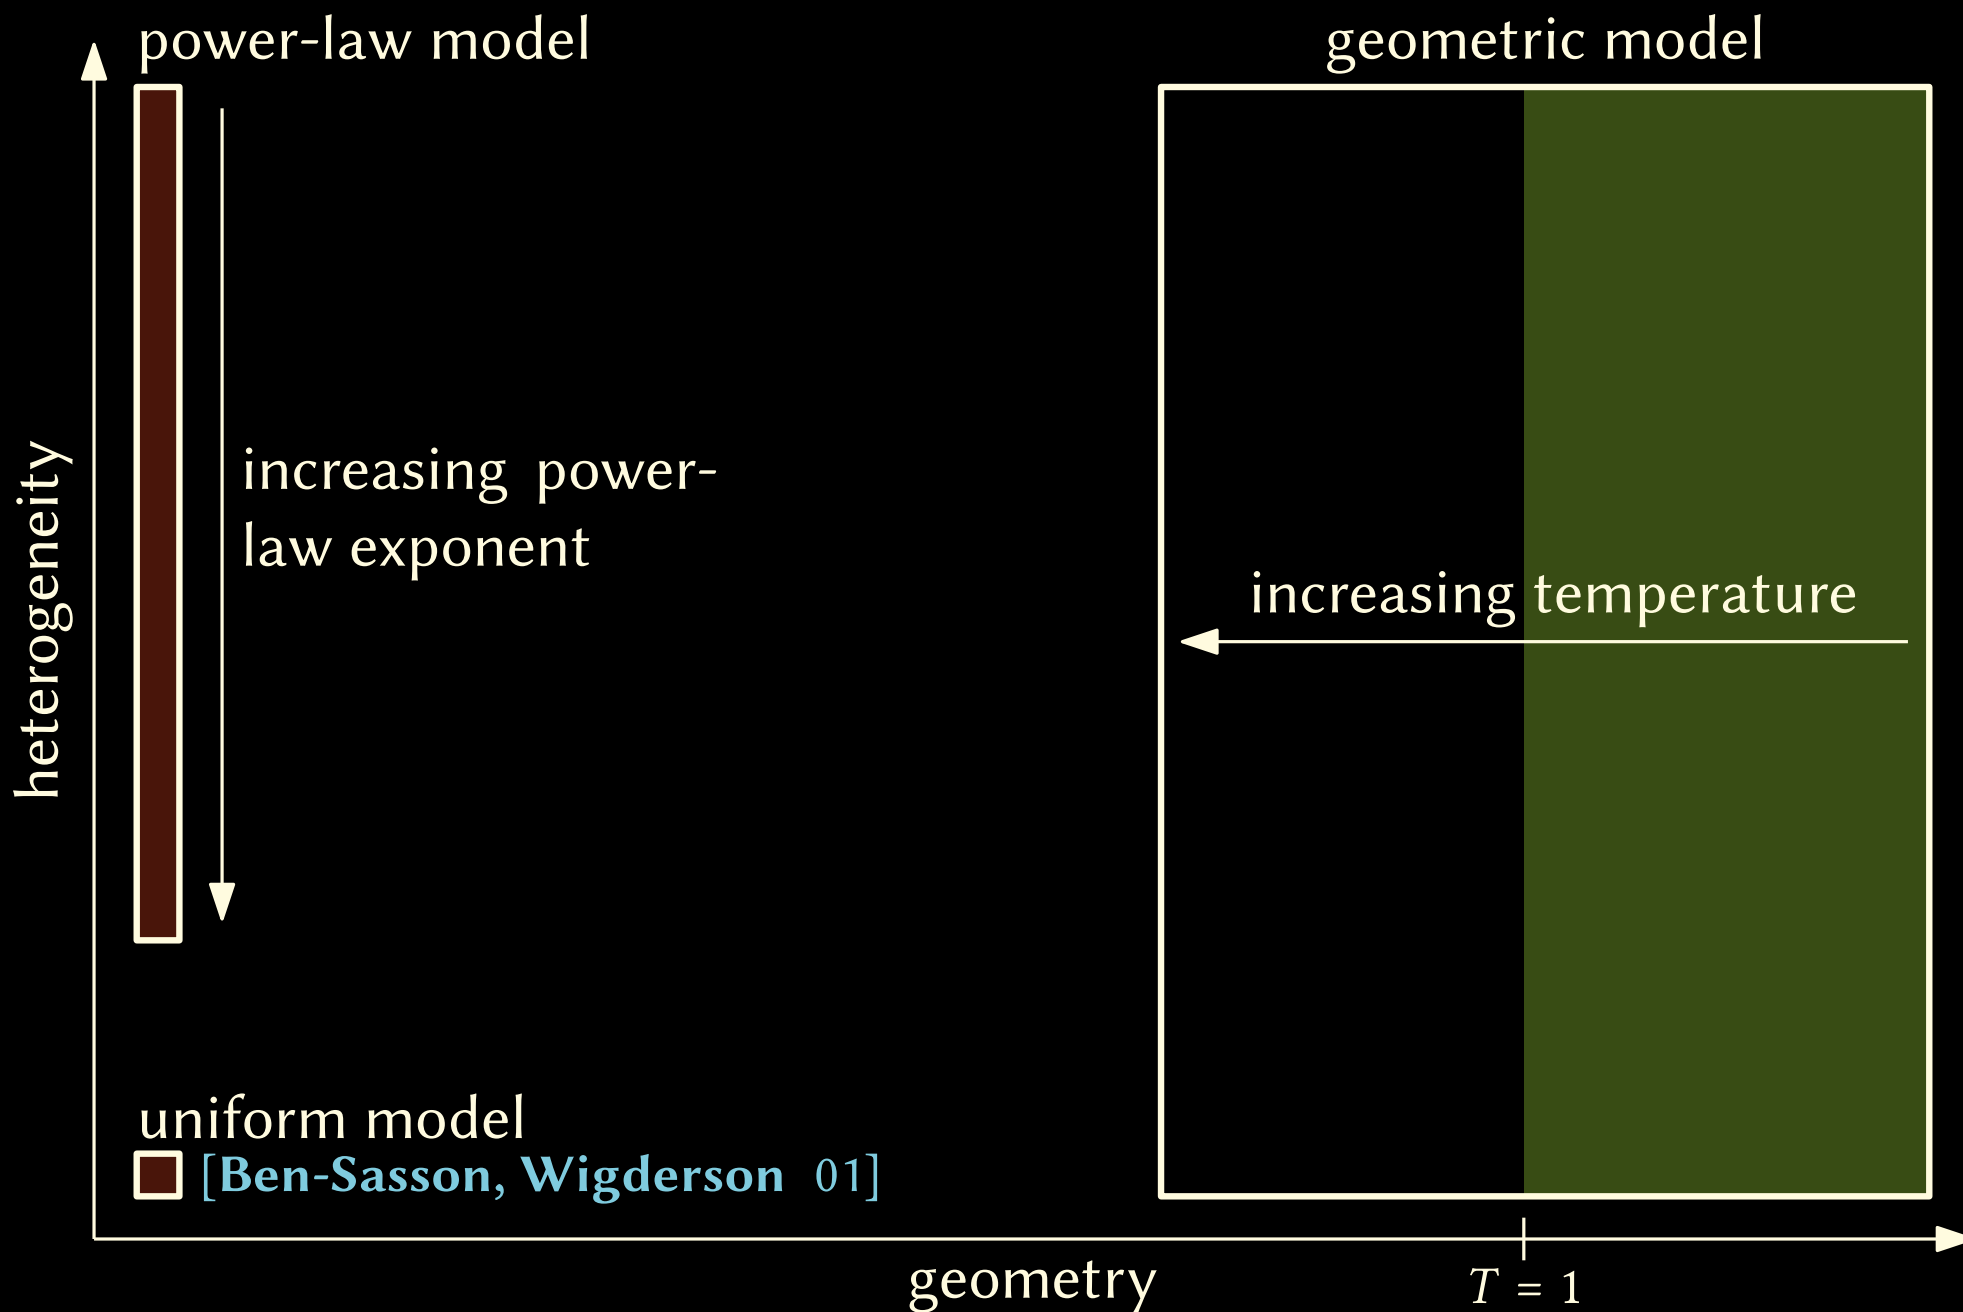 power-law model
geometric model
heterogeneity
increasing power-
law exponent
increasing temperature
uniform model
[Ben-Sasson, Wigderson 01]
geometry
T = 1